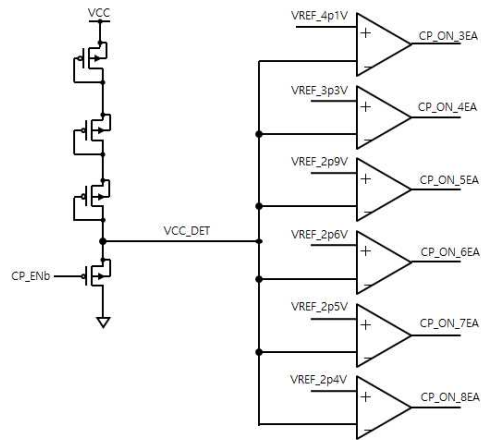 VCC
VREF_4p1V
CP_ON_3EA
VREF_3p3V
CP_ON_4EA
VREF_2p9V
CP_ON_5EA
VCC_DET
VREF_2p6V
CP_ON_6EA
CP_ENb
VREF_2p5V
CP_ON_7EA
VREF_2p4V
CP_ON_8EA